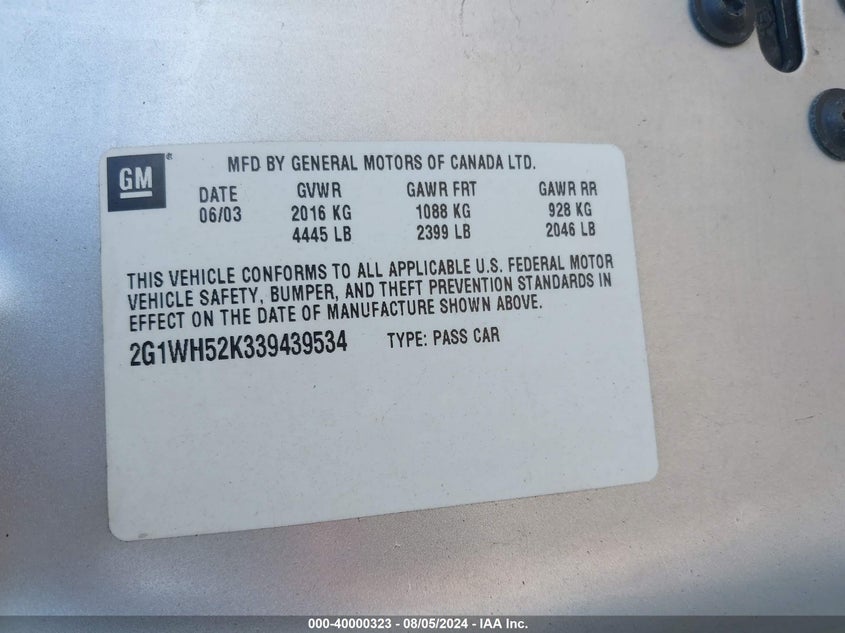 GM®
MFD BY GENERAL MOTORS OF CANADA LTD.
DATE GVWR GAWR FRT GAWR RR
06/03 2016 KG 1088 KG 928 KG
4445 LB 2399 LB 2046 LB
THIS VEHICLE CONFORMS TO ALL APPLICABLE U.S. FEDERAL MOTOR
VEHICLE SAFETY, BUMPER, AND THEFT PREVENTION STANDARDS IN
EFFECT ON THE DATE OF MANUFACTURE SHOWN ABOVE.
2G1WH52K339439534 TYPE: PASS CAR
000-40000323 - 08/05/2024 - IAA Inc.